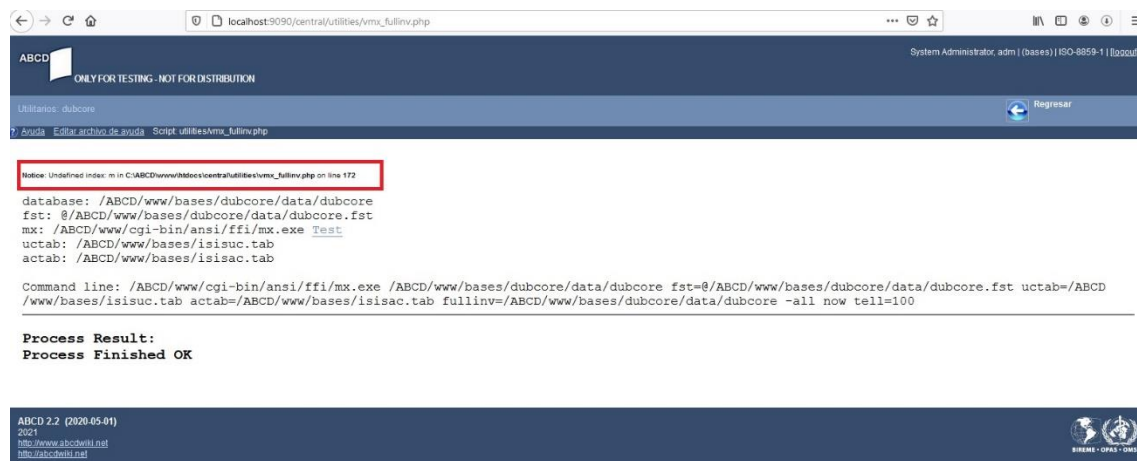 localhost:9090/central/utilities/vmx_fullinv.php
ABCD
ONLY FOR TESTING - NOT FOR DISTRIBUTION
System Administrator, adm | (bases) | ISO-8859-1 | [logout
Utilitarios: dubcore
Regresar
? Ayuda Editar archivo de ayuda Script: utilities/vmx_fullinv.php
Notice: Undefined index: m in C:\ABCD\www\htdocs\central\utilities\vmx_fullinv.php on line 172
database: /ABCD/www/bases/dubcore/data/dubcore
fst: @/ABCD/www/bases/dubcore/data/dubcore.fst
mx: /ABCD/www/cgi-bin/ansi/ffi/mx.exe Test
uctab: /ABCD/www/bases/isisuc.tab
actab: /ABCD/www/bases/isisac.tab
Command line: /ABCD/www/cgi-bin/ansi/ffi/mx.exe /ABCD/www/bases/dubcore/data/dubcore fst=@/ABCD/www/bases/dubcore/data/dubcore.fst uctab=/ABCD
/www/bases/isisuc.tab actab=/ABCD/www/bases/isisac.tab fullinv=/ABCD/www/bases/dubcore/data/dubcore -all now tell=100
Process Result:
Process Finished OK
ABCD 2.2 (2020-05-01)
2021
http://www.abcdwiki.net
http://abcdwiki.net
BIREME • OPAS • OMS